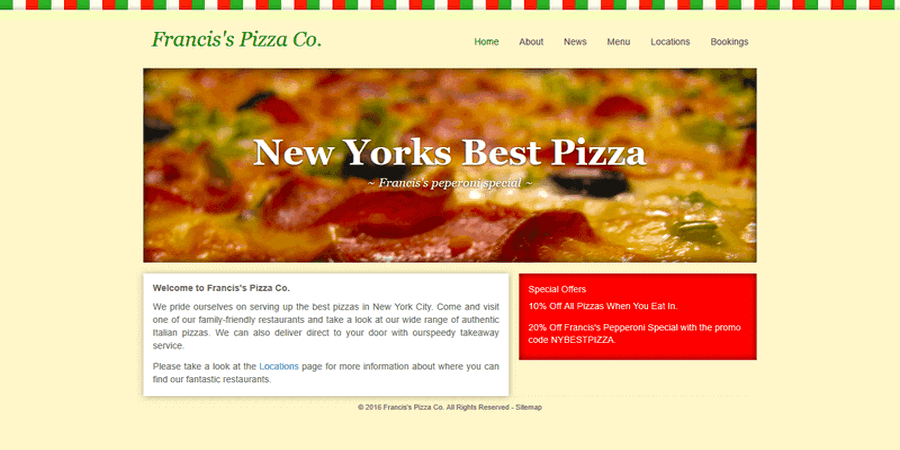 Francis's Pizza Co.
Home About News Menu Locations Bookings
New Yorks Best Pizza
~ Francis's peperoni special ~
Welcome to Francis's Pizza Co.
We pride ourselves on serving up the best pizzas in New York City. Come and visit
one of our family-friendly restaurants and take a look at our wide range of authentic
Italian pizzas. We can also deliver direct to your door with ourspeedy takeaway
service.
Please take a look at the Locations page for more information about where you can
find our fantastic restaurants.
Special Offers
10% Off All Pizzas When You Eat In.
20% Off Francis's Pepperoni Special with the promo
code NYBESTPIZZA.
© 2016 Francis's Pizza Co. All Rights Reserved - Sitemap